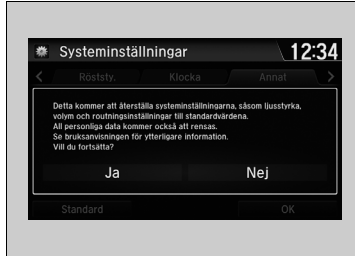 Systeminställningar 12:34
Röststy. Klocka Annat
Detta kommer att återställa systeminställningarna, såsom ljusstyrka,
volym och routningsinställningar till standardvärdena.
All personliga data kommer också att rensas.
Se bruksanvisningen för ytterligare information.
Vill du fortsätta?
Ja Nej
Standard OK